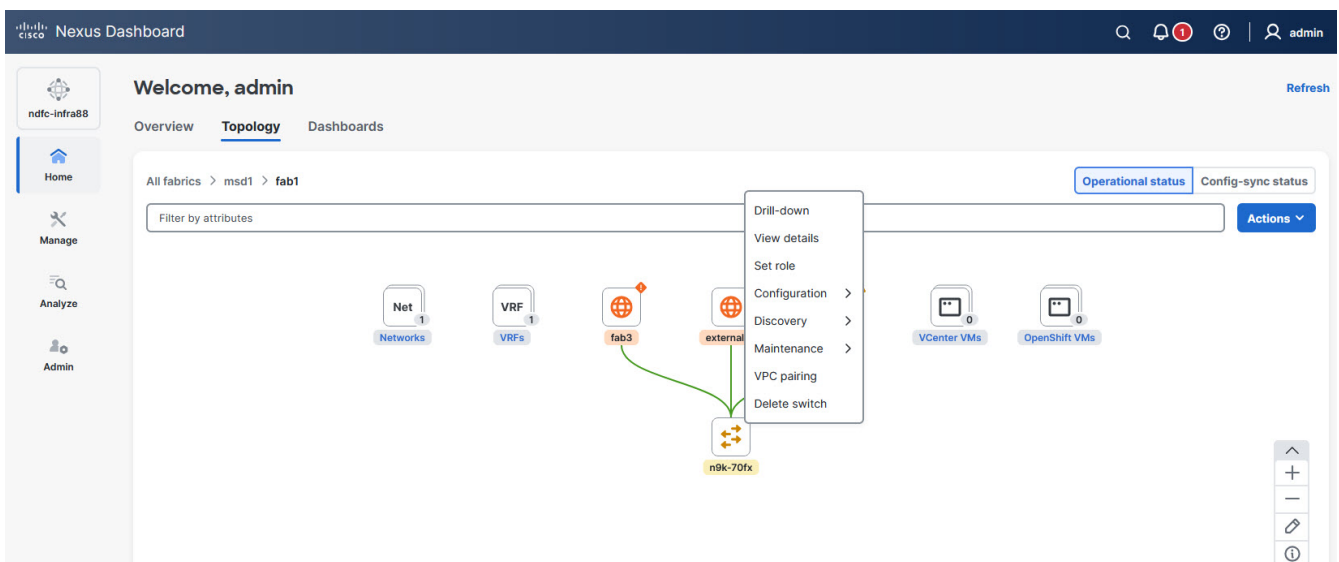 cisco Nexus Dashboard
1
admin
ndfc-infra88
Home
Manage
Analyze
Admin
Welcome, admin
Refresh
Overview Topology Dashboards
All fabrics > msd1 > fab1
Operational status Config-sync status
Filter by attributes
Actions
Drill-down
View details
Set role
Configuration
Discovery
Maintenance
VPC pairing
Delete switch
Net
1
Networks
VRF
1
VRFs
fab3
external
0
VCenter VMs
0
OpenShift VMs
n9k-70fx